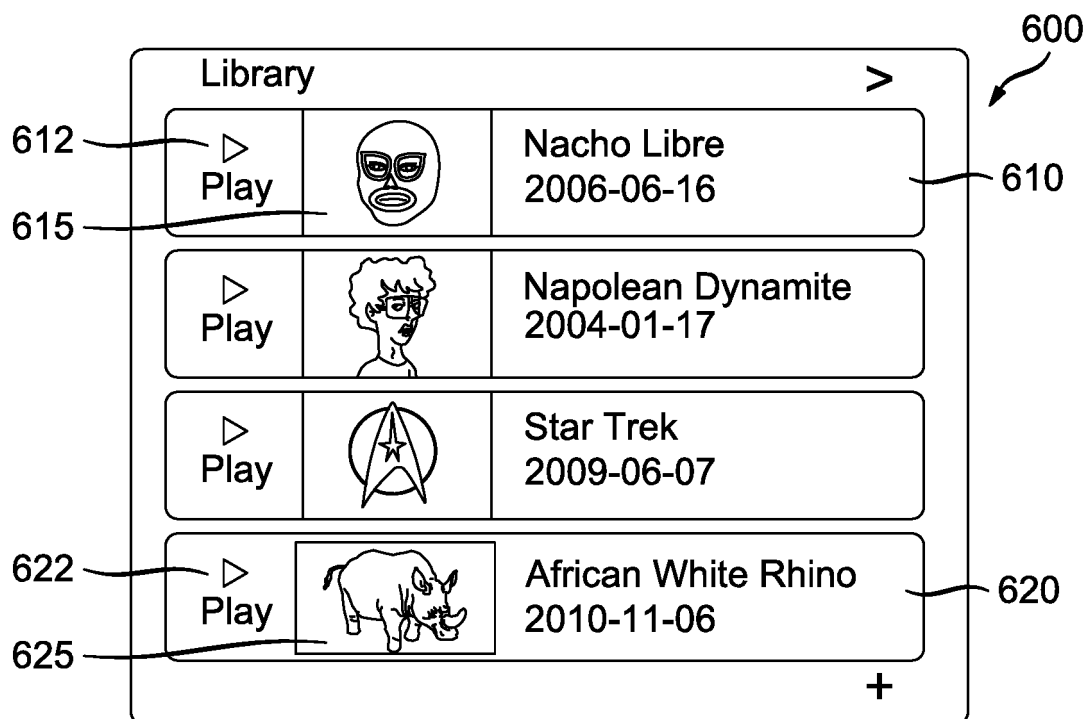 600
Library >
612
Play
615
Nacho Libre
2006-06-16
610
Play
Napolean Dynamite
2004-01-17
Play
Star Trek
2009-06-07
622
Play
625
African White Rhino
2010-11-06
620
+